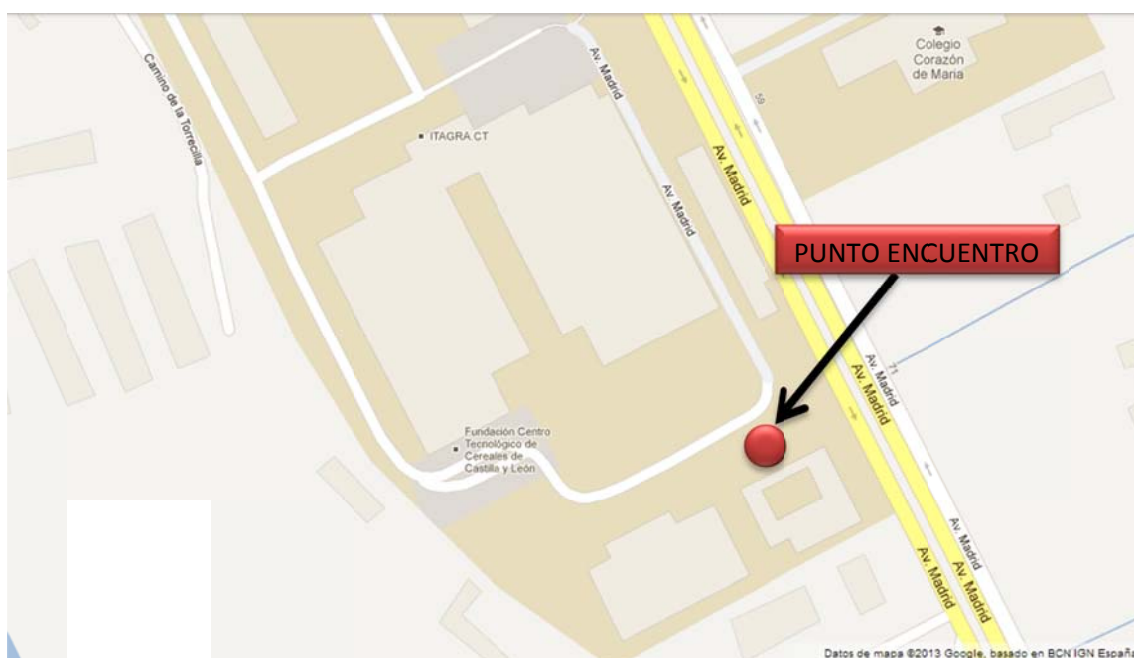 Colegio
Corazón
de María
Av. Madrid
Camino de la Torrecilla
59
ITAGRA.CT
Av. Madrid
Av. Madrid
PUNTO ENCUENTRO
71
Av. Madrid
Av. Madrid
Fundación Centro
Tecnológico de
Cereales de
Castilla y León
Av. Madrid
Av. Madrid
Av. Madrid
Datos de mapa ©2013 Google, basado en BCN IGN España